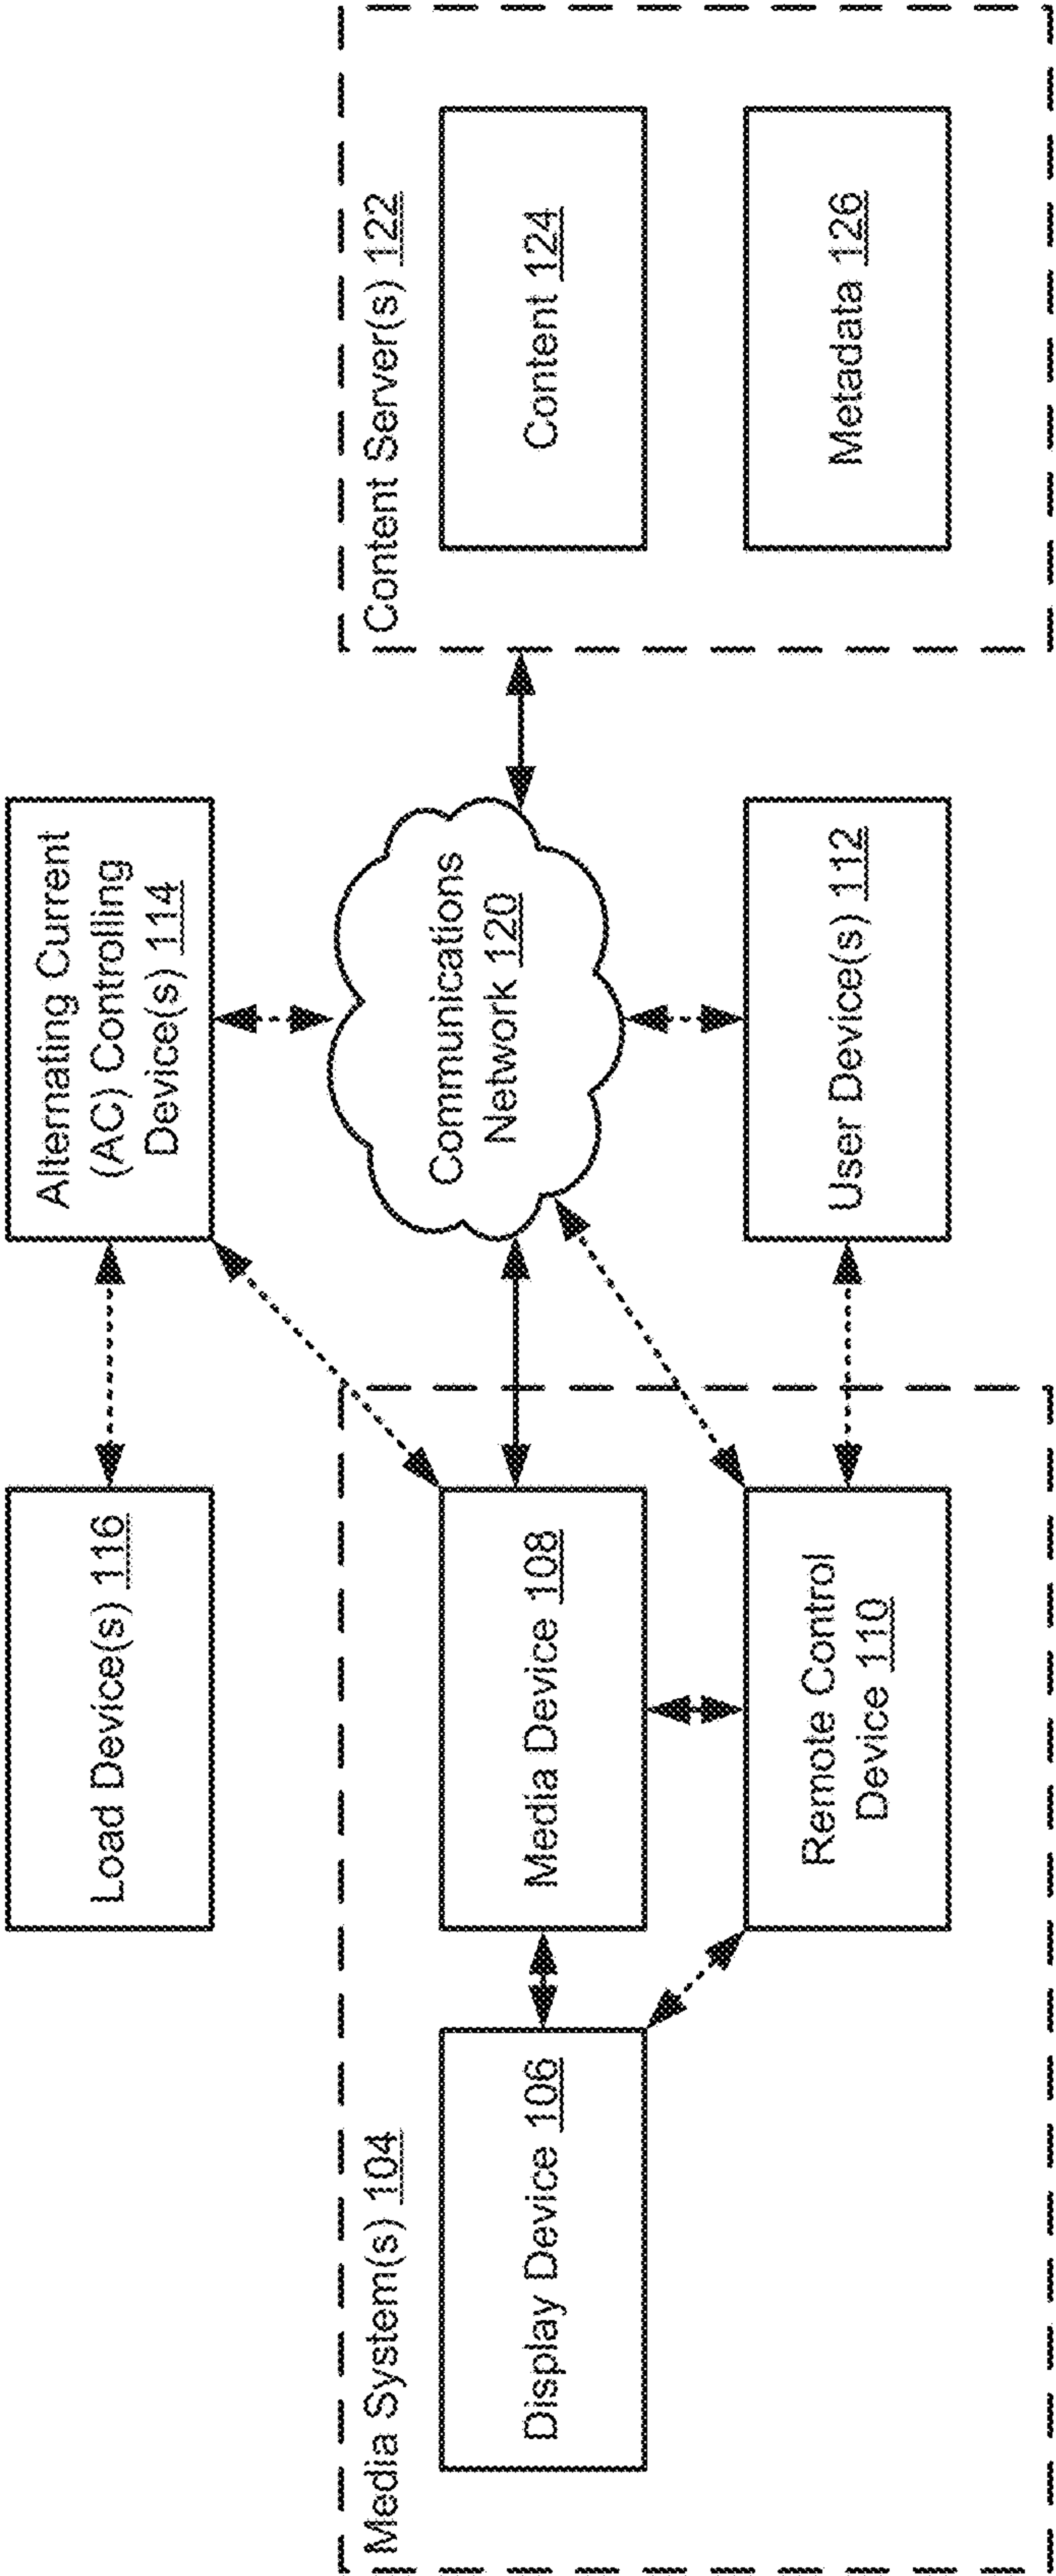 Load Device(s) 116
Alternating Current
(AC) Controlling
Device(s) 114
Media System(s) 104
Content Server(s) 122
Display Device 106
Media Device 108
Communications
Network 120
Content 124
Remote Control
Device 110
User Device(s) 112
Metadata 126